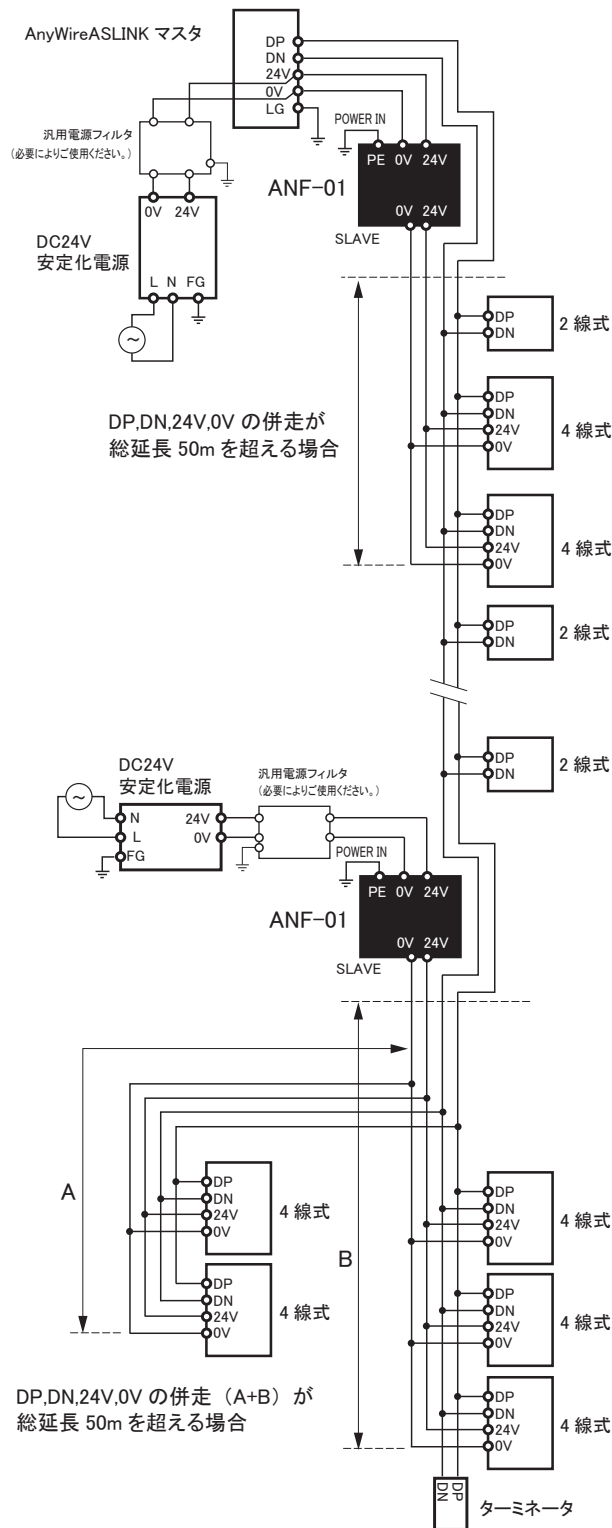 AnyWireASLINK マスタ
DP
DN
24V
0V
LG
汎用電源フィルタ
(必要によりご使用ください。)
0V 24V
DC24V
安定化電源
L N FG
POWER IN
PE 0V 24V
ANF-01
0V 24V
SLAVE
DP
DN
2 線式
DP,DN,24V,0V の併走が
総延長 50m を超える場合
DP
DN
24V
0V
4 線式
DP
DN
24V
0V
4 線式
DP
DN
2 線式
DP
DN
2 線式
DC24V
安定化電源
N
L
FG
24V
0V
汎用電源フィルタ
(必要によりご使用ください。)
POWER IN
PE 0V 24V
ANF-01
0V 24V
SLAVE
A
DP
DN
24V
0V
4 線式
DP
DN
24V
0V
4 線式
B
DP
DN
24V
0V
4 線式
DP
DN
24V
0V
4 線式
DP
DN
24V
0V
4 線式
DP,DN,24V,0V の併走（A+B）が
総延長 50m を超える場合
DN
DP
ターミネータ